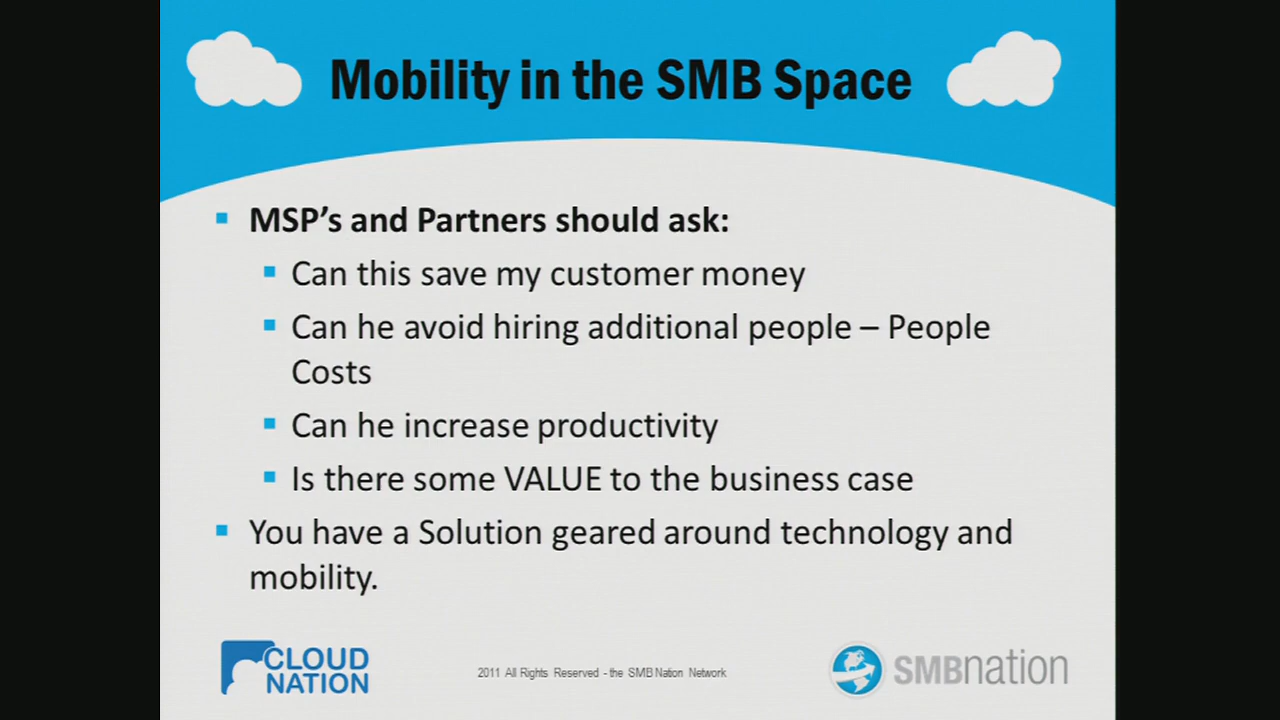 Mobility in the SMB Space
MSP’s and Partners should ask:
Can this save my customer money
Can he avoid hiring additional people – People
Costs
Can he increase productivity
Is there some VALUE to the business case
You have a Solution geared around technology and
mobility.
CLOUD
NATION
2011 All Rights Reserved - the SMB Nation Network
SMBnation